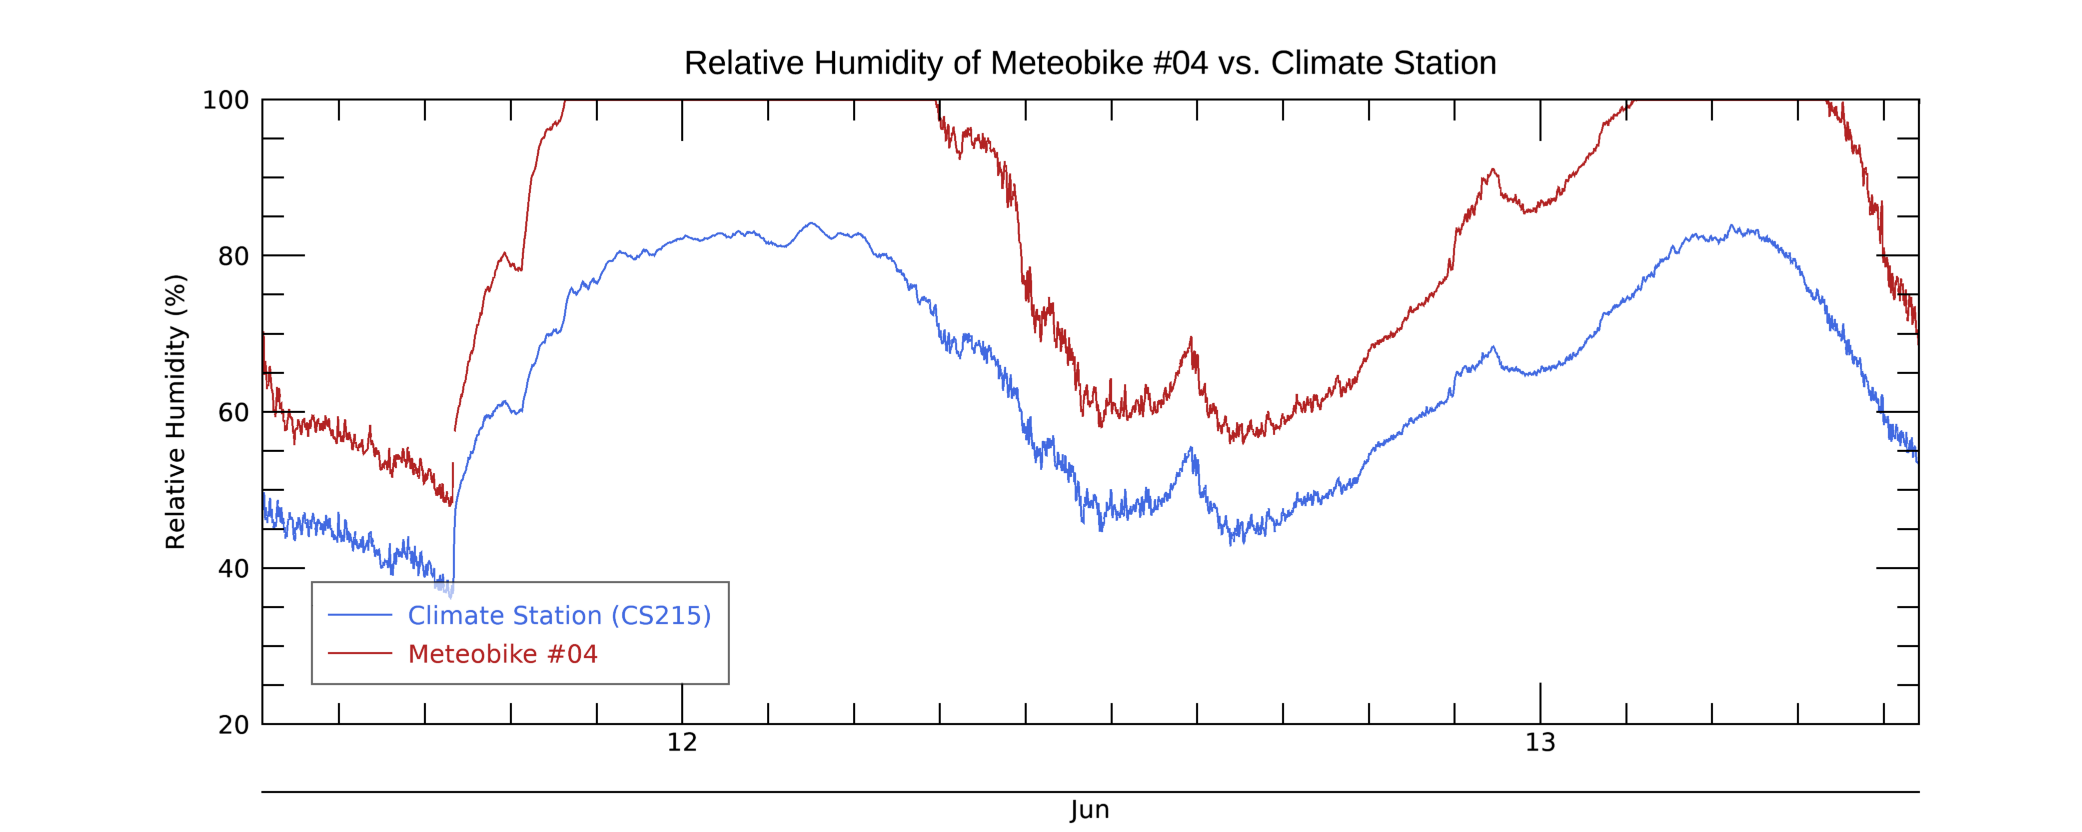 Relative Humidity of Meteobike #04 vs. Climate Station
Relative Humidity (%)
100
80
60
40
20
Climate Station (CS215)
Meteobike #04
12
13
Jun